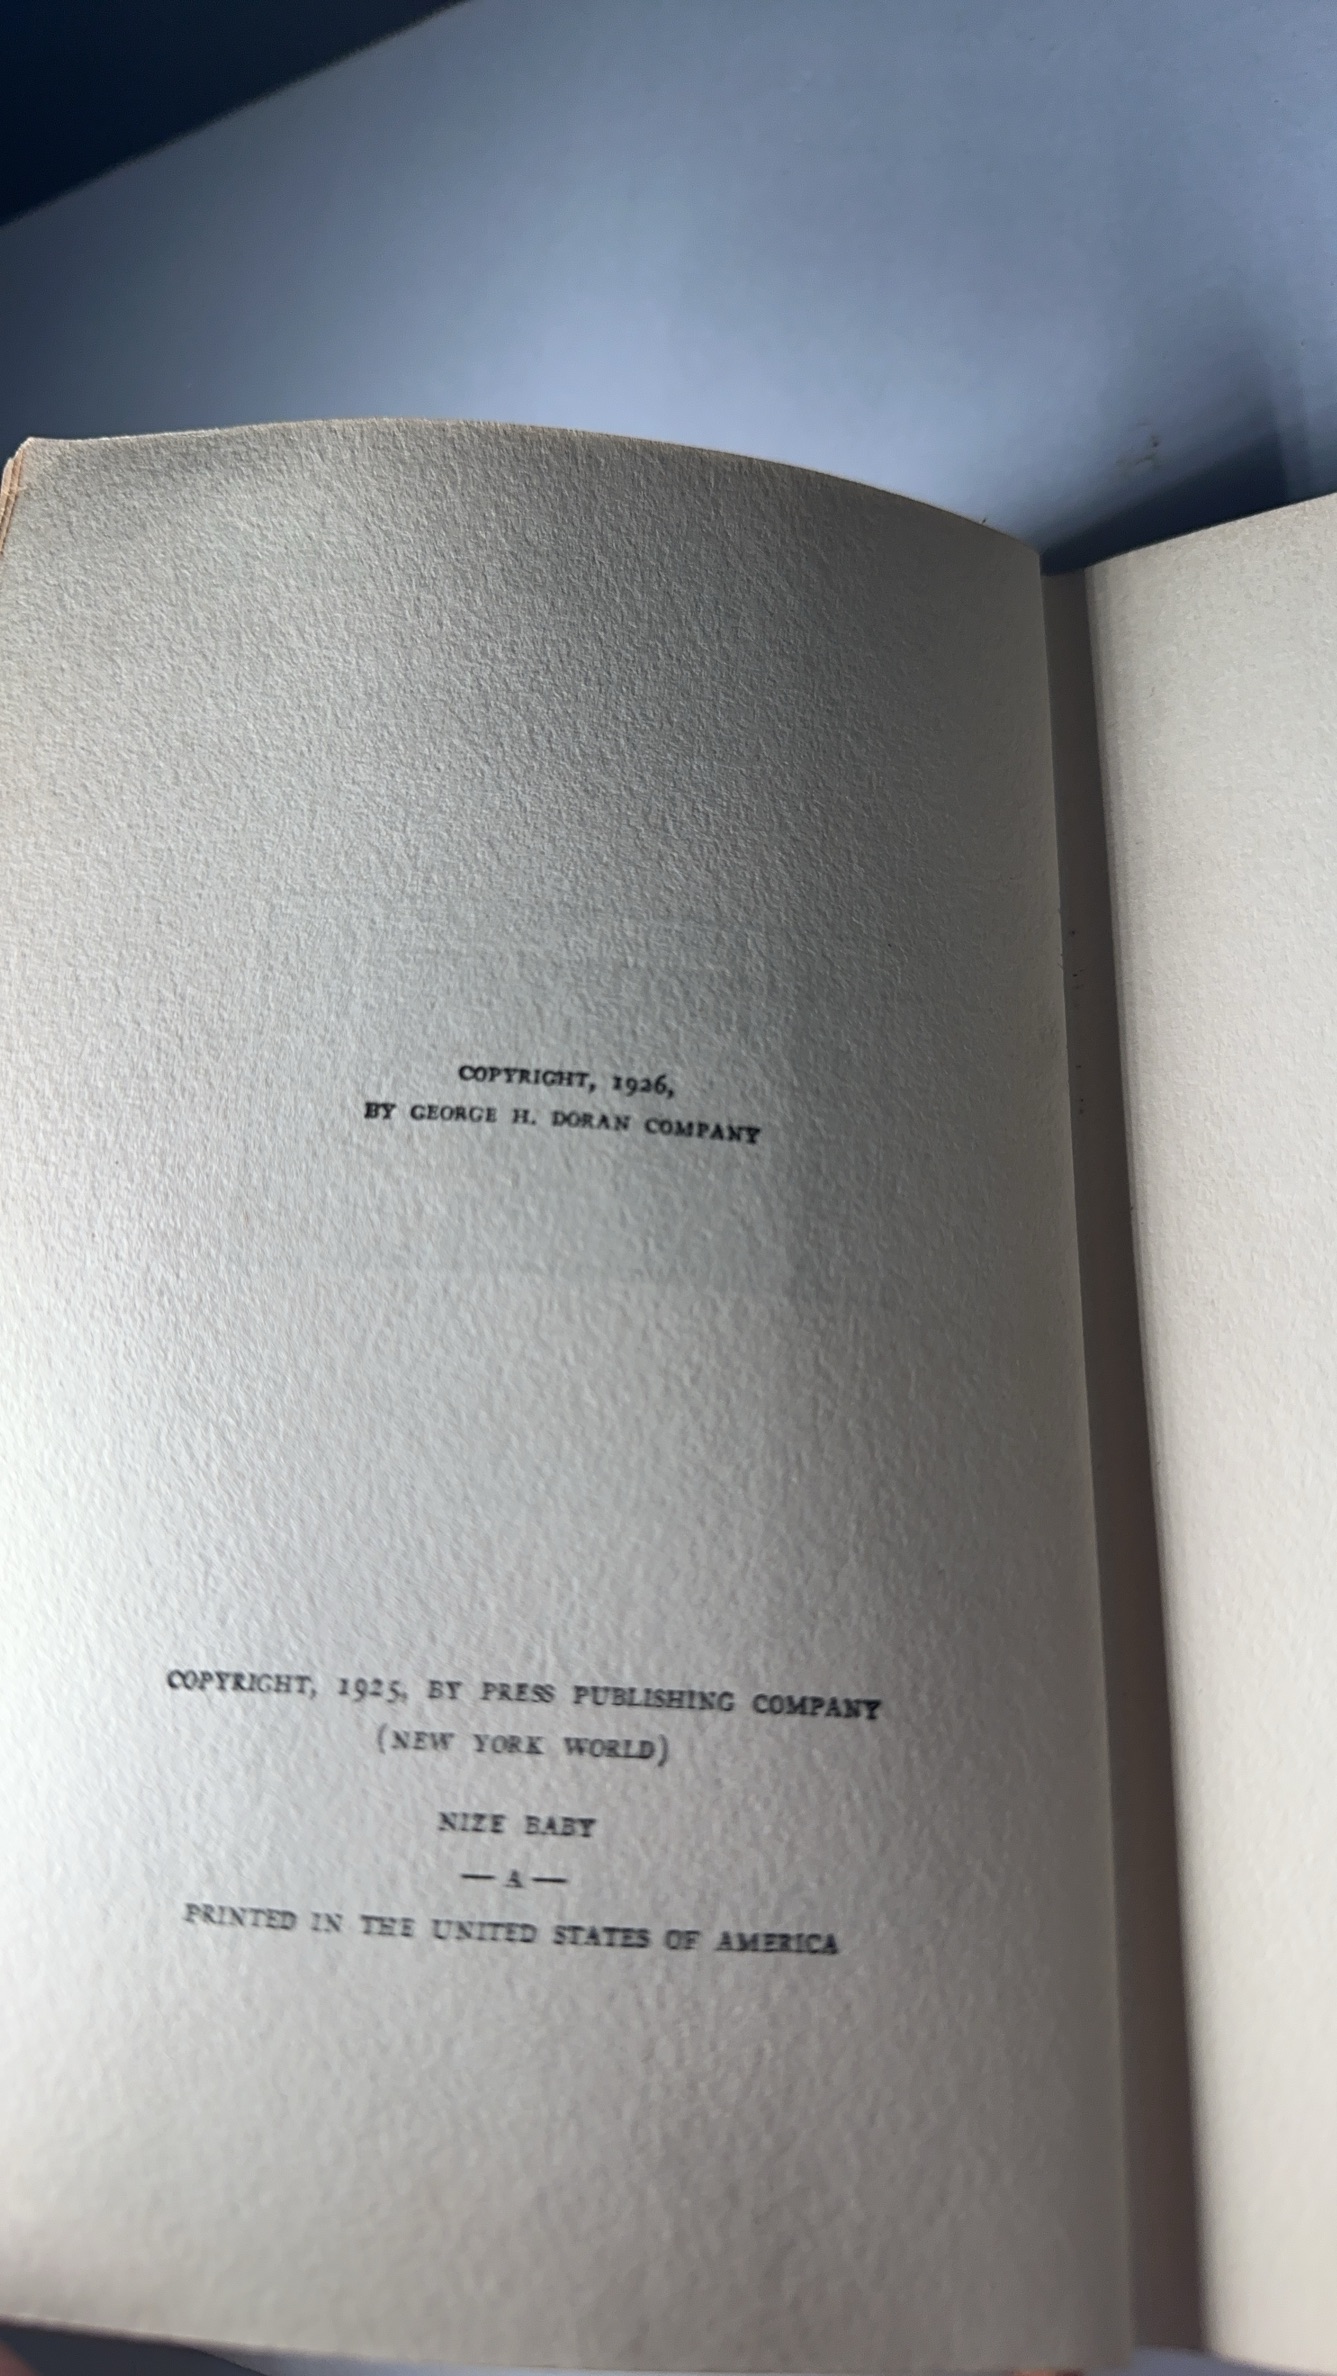 COPYRIGHT, 1926,
BY GEORGE H. DORAN COMPANY
COPYRIGHT, 1925, BY PRESS PUBLISHING COMPANY
(NEW YORK WORLD)
NIZE BABY
— A —
PRINTED IN THE UNITED STATES OF AMERICA